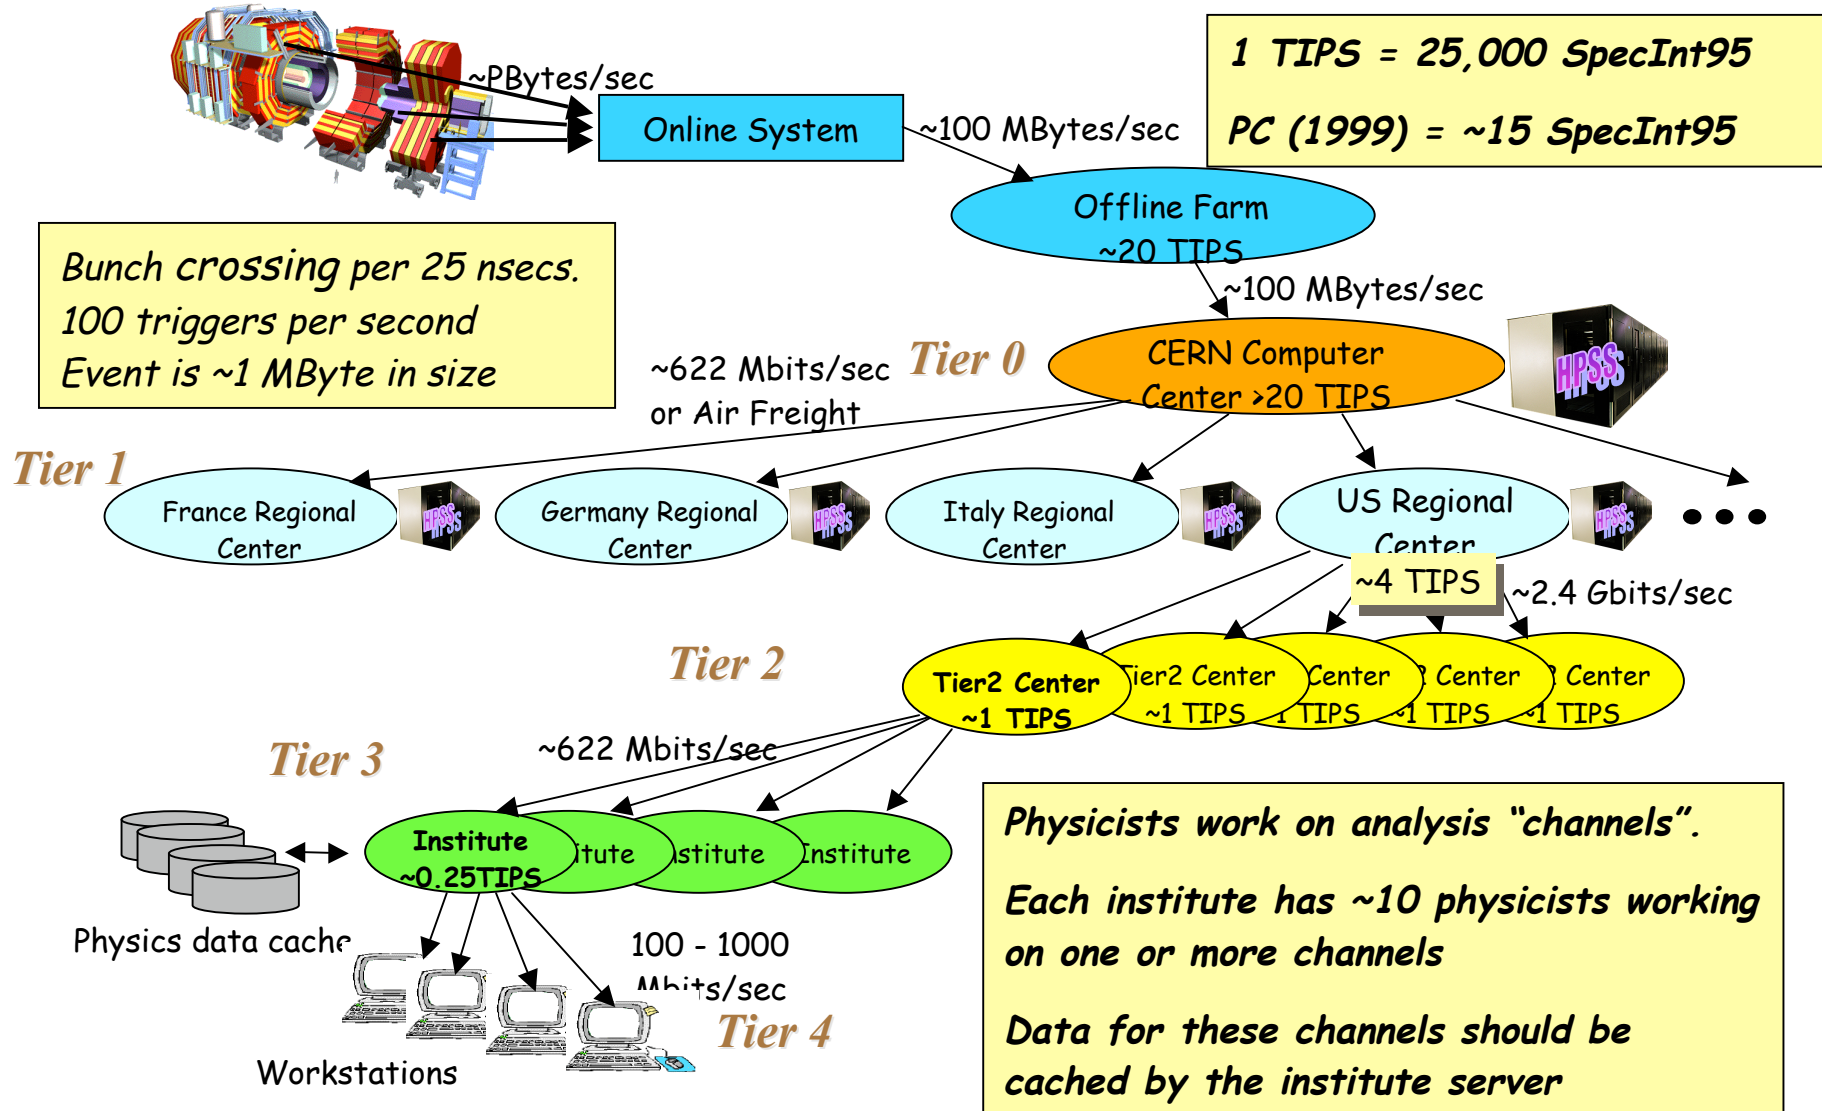 ~PBytes/sec
Online System
~100 MBytes/sec
1 TIPS = 25,000 SpecInt95
PC (1999) = ~15 SpecInt95
Offline Farm
~20 TIPS
Bunch crossing per 25 nsecs.
100 triggers per second
Event is ~1 MByte in size
~100 MBytes/sec
~622 Mbits/sec
or Air Freight
Tier 0
CERN Computer
Center >20 TIPS
HPSS
Tier 1
France Regional
Center
HPSS
Germany Regional
Center
HPSS
Italy Regional
Center
HPSS
US Regional
Center
~4 TIPS
HPSS
~2.4 Gbits/sec
Tier 2
Tier2 Center
~1 TIPS
Tier2 Center
~1 TIPS
Center
TIPS
Center
~1 TIPS
Center
~1 TIPS
Tier 3
~622 Mbits/sec
Institute
~0.25TIPS
Institute
Institute
Institute
Physics data cache
100 - 1000
Mbits/sec
Tier 4
Workstations
Physicists work on analysis “channels”.
Each institute has ~10 physicists working
on one or more channels
Data for these channels should be
cached by the institute server